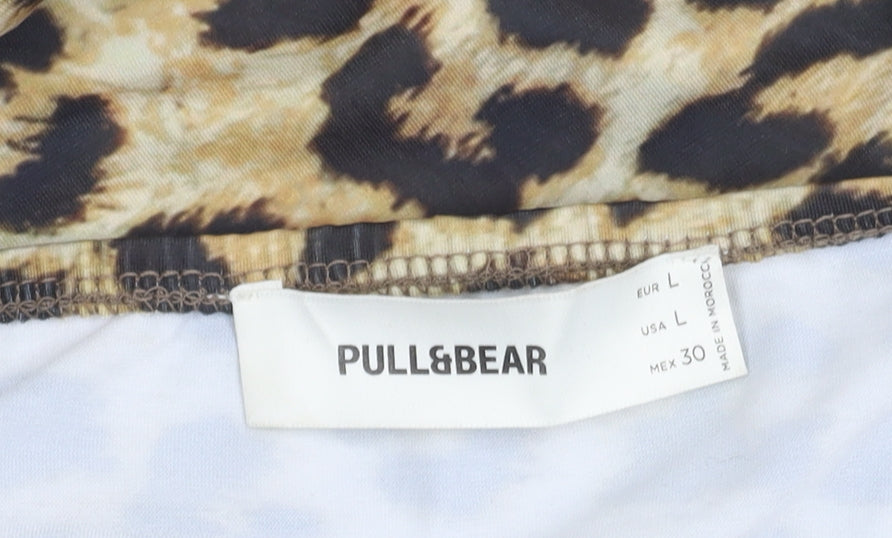 PULL&BEAR
EUR L
USA L
MEX 30
MADE IN MOROCCO